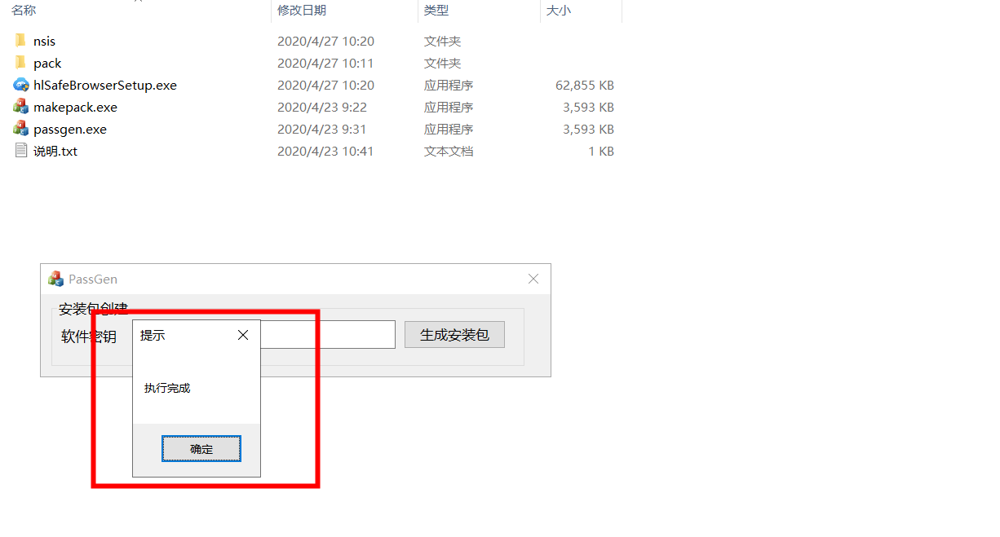 名称 修改日期 类型 大小
nsis 2020/4/27 10:20 文件夹
pack 2020/4/27 10:11 文件夹
hlSafeBrowserSetup.exe 2020/4/27 10:20 应用程序 62,855 KB
makepack.exe 2020/4/23 9:22 应用程序 3,593 KB
passgen.exe 2020/4/23 9:31 应用程序 3,593 KB
说明.txt 2020/4/23 10:41 文本文档 1 KB
PassGen
安装包创建
软件密钥 生成安装包
提示
执行完成
确定